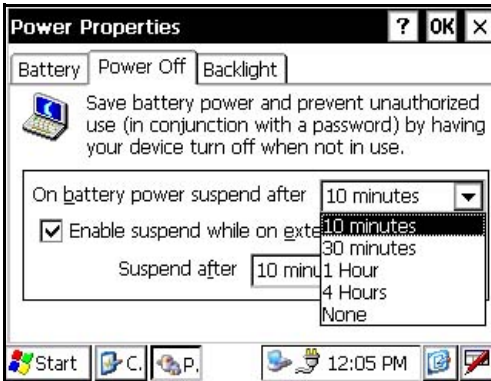 Power Properties ? OK ×
Battery Power Off Backlight
Save battery power and prevent unauthorized
use (in conjunction with a password) by having
your device turn off when not in use.
On battery power suspend after 10 minutes
10 minutes
Enable suspend while on exte
30 minutes
Suspend after 10 minu
1 Hour
4 Hours
None
Start C. P. 12:05 PM